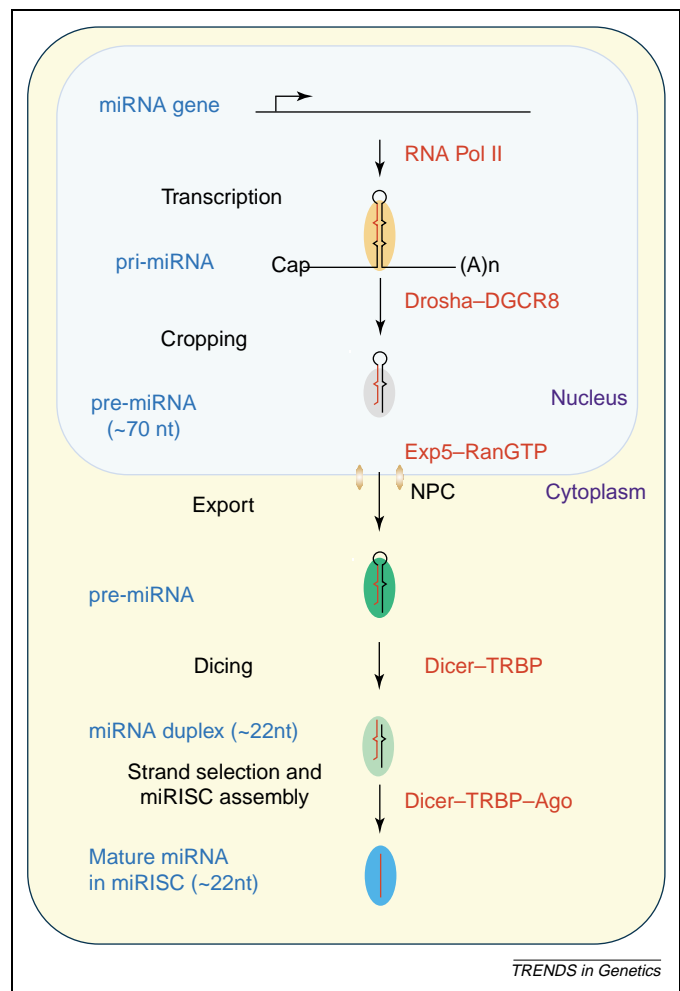 miRNA gene
RNA Pol II
Transcription
pri-miRNA
Cap
(A)n
Drosha–DGCR8
Cropping
pre-miRNA
(~70 nt)
Nucleus
Exp5–RanGTP
NPC
Cytoplasm
Export
pre-miRNA
Dicing
Dicer–TRBP
miRNA duplex (~22nt)
Strand selection and
miRISC assembly
Dicer–TRBP–Ago
Mature miRNA
in miRISC (~22nt)
TRENDS in Genetics